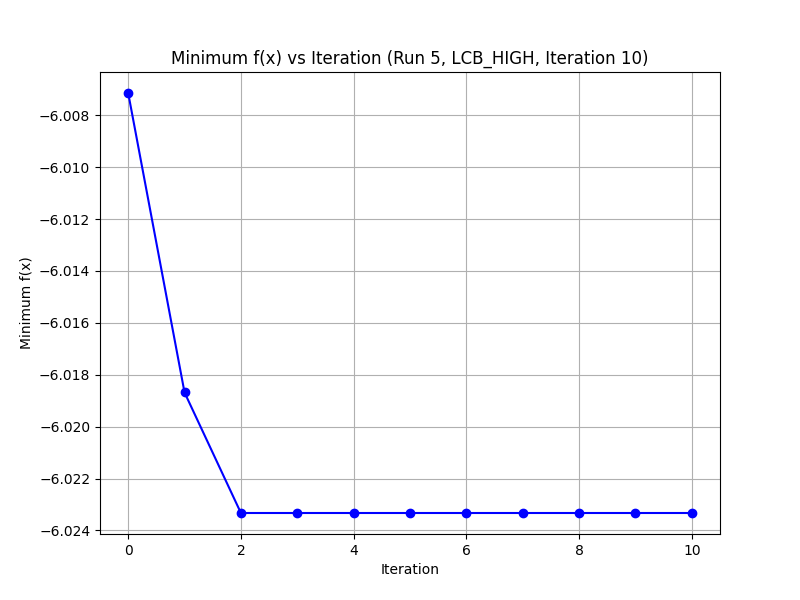 Minimum f(x) vs Iteration (Run 5, LCB_HIGH, Iteration 10)
Minimum f(x)
−6.008
−6.010
−6.012
−6.014
−6.016
−6.018
−6.020
−6.022
−6.024
0 2 4 6 8 10
Iteration